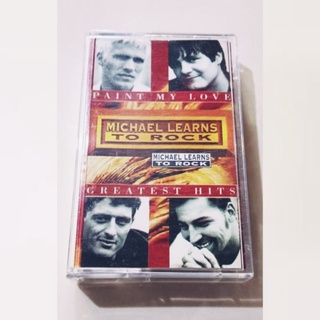 PAINT MY LOVE
MICHAEL LEARNS
TO ROCK
MICHAEL LEARNS
TO ROCK
GREATEST HITS